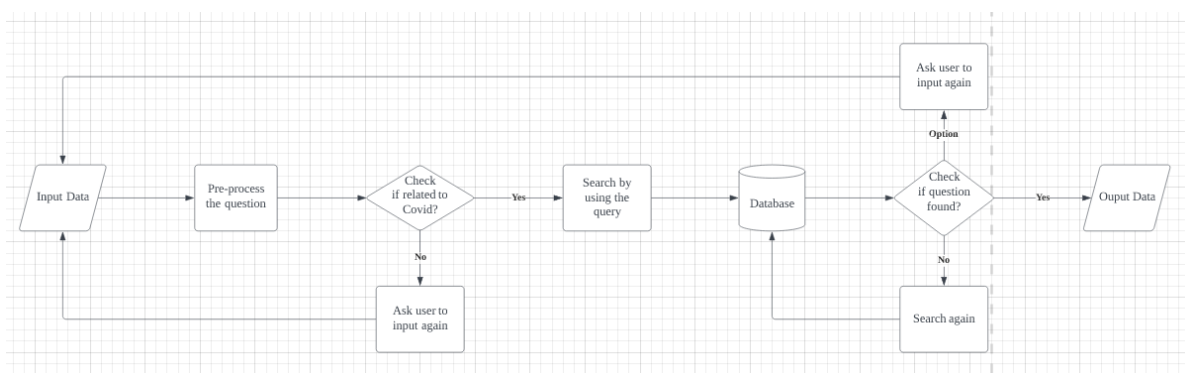 Ask user to
input again
Option
Input Data
Pre-process
the question
Check
if related to
Covid?
Yes
Search by
using the
query
Database
Check
if question
found?
Yes
Ouput Data
No
No
Ask user to
input again
Search again